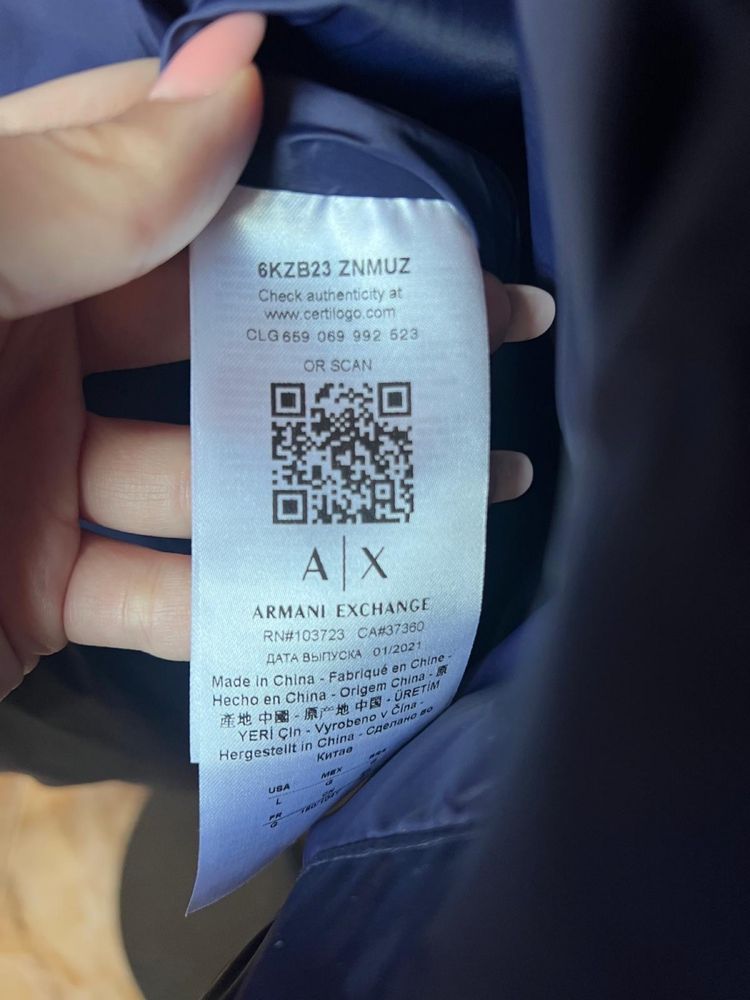 6KZB23 ZNMUZ
Check authenticity at
www.certilogo.com
CLG 659 069 992 523
OR SCAN
A|X
ARMANI EXCHANGE
RN#103723 CA#37360
ДАТА ВЫПУСКА 01/2021
Made in China - Fabriqué en Chine -
Hecho en China - Origem China - 原
産地 中國 - 原产地 中国 - ÜRETİM
YERİ Çin - Vyrobeno v Čína -
Hergestellt in China - Сделано во
Китае
USA MEX
L G
FR CN
G